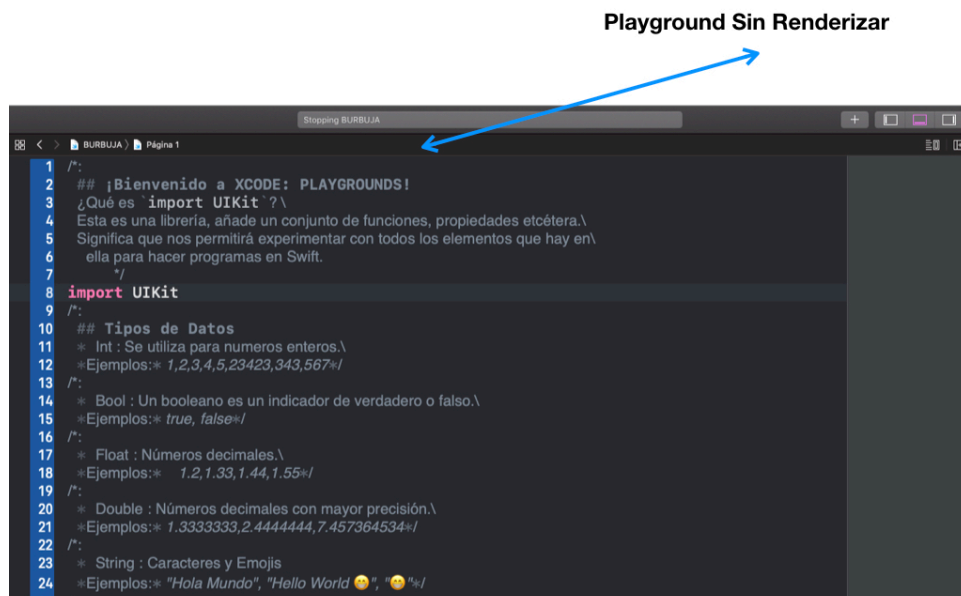 Playground Sin Renderizar
Stopping BURBUJA
BURBUJA 〉 Página 1
1 /*:
2 ## ¡Bienvenido a XCODE: PLAYGROUNDS!
3 ¿Qué es `import UIKit`?\
4 Esta es una librería, añade un conjunto de funciones, propiedades etcétera.\
5 Significa que nos permitirá experimentar con todos los elementos que hay en\
6 ella para hacer programas en Swift.
7 */
8 import UIKit
9 /*:
10 ## Tipos de Datos
11 * Int : Se utiliza para numeros enteros.\
12 *Ejemplos:* 1,2,3,4,5,23423,343,567*/
13 /*:
14 * Bool : Un booleano es un indicador de verdadero o falso.\
15 *Ejemplos:* true, false*/
16 /*:
17 * Float : Números decimales.\
18 *Ejemplos:* 1.2,1.33,1.44,1.55*/
19 /*:
20 * Double : Números decimales con mayor precisión.\
21 *Ejemplos:* 1.3333333,2.4444444,7.457364534*/
22 /*:
23 * String : Caracteres y Emojis
24 *Ejemplos:* "Hola Mundo", "Hello World 😁", "😁"*/